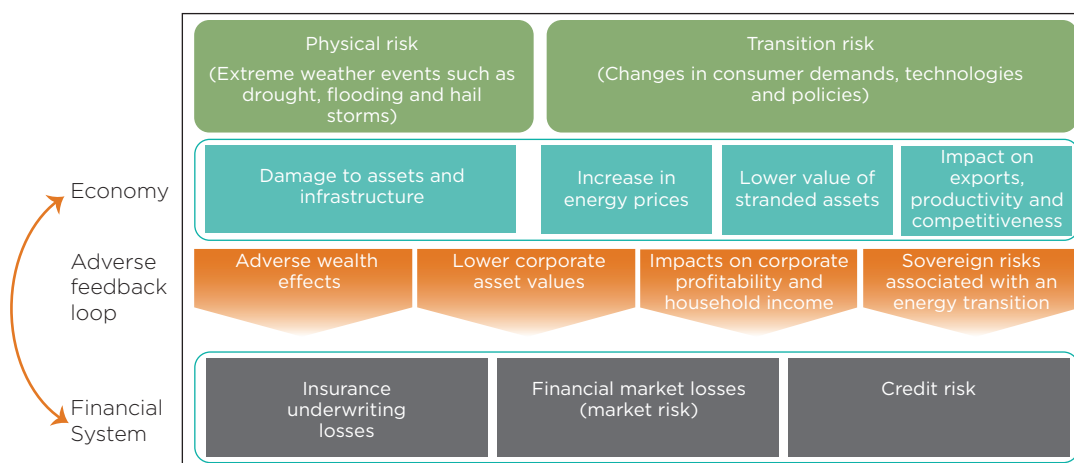 Physical risk
(Extreme weather events such as
drought, flooding and hail
storms)
Transition risk
(Changes in consumer demands, technologies
and policies)
Economy
Damage to assets and
infrastructure
Increase in
energy prices
Lower value of
stranded assets
Impact on
exports,
productivity and
competitiveness
Adverse
feedback
loop
Adverse wealth
effects
Lower corporate
asset values
Impacts on corporate
profitability and
household income
Sovereign risks
associated with an
energy transition
Financial
System
Insurance
underwriting
losses
Financial market losses
(market risk)
Credit risk